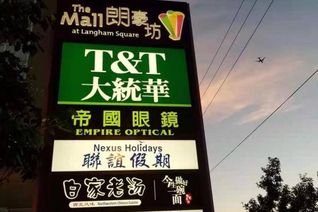 The Mall 朗豪坊
at Langham Square
T&T
大統華
帝國眼鏡
EMPIRE OPTICAL
Nexus Holidays
聯誼假期
白家老汤